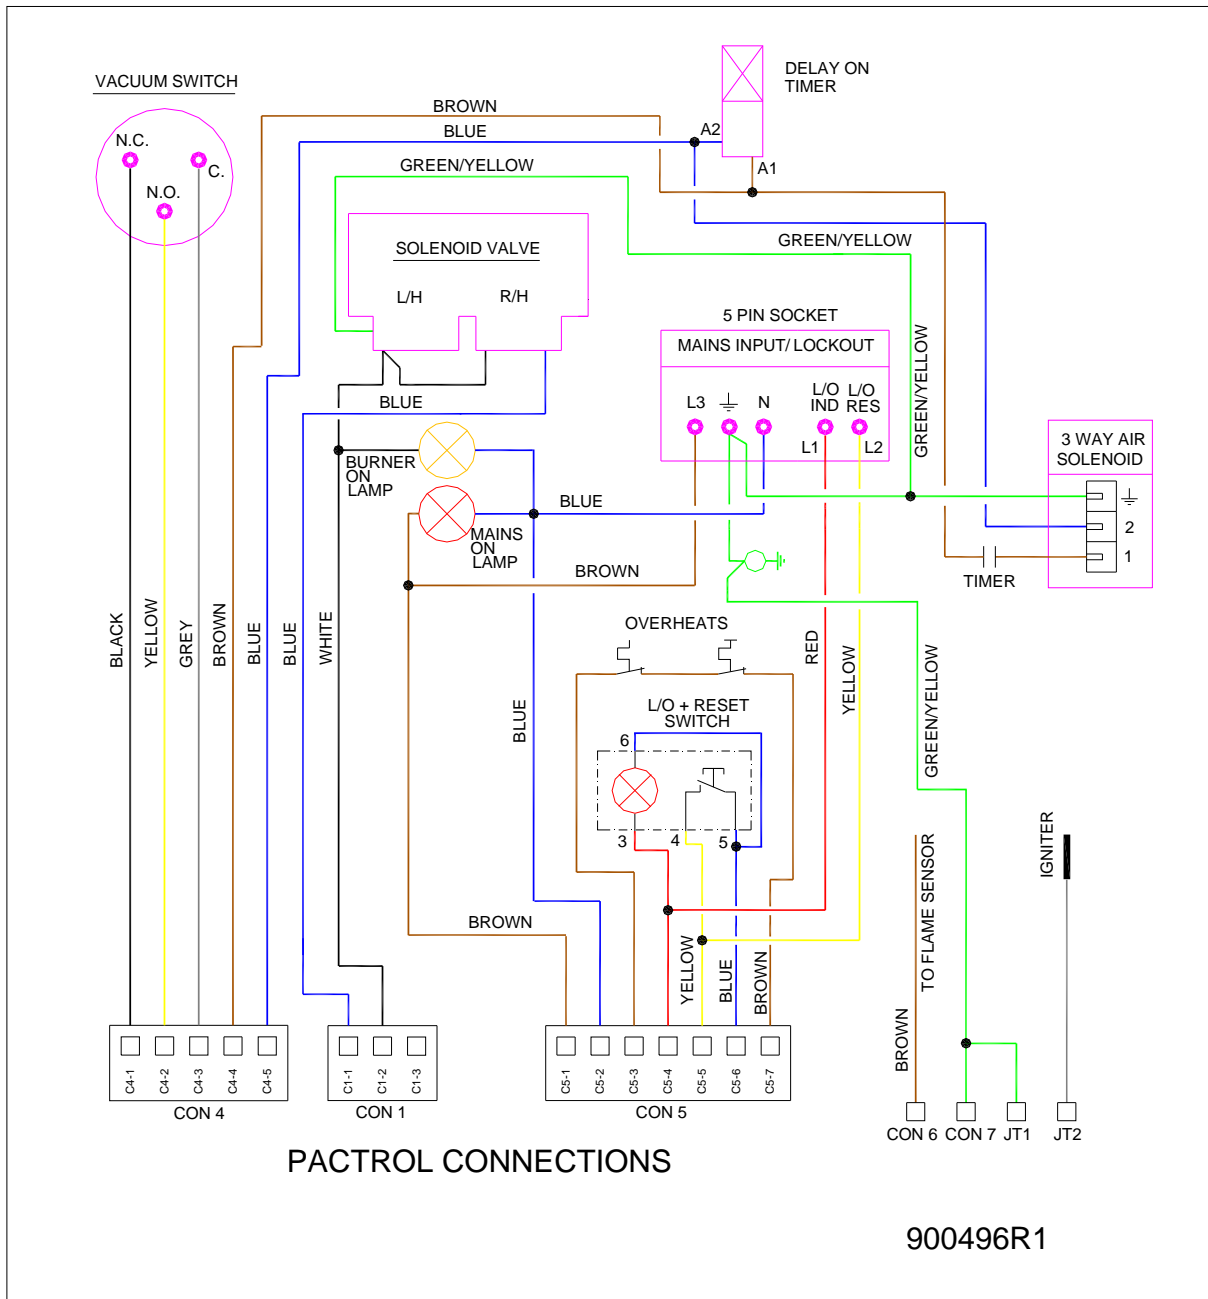 VACUUM SWITCH
N.C.
C.
N.O.
BROWN
BLUE
GREEN/YELLOW
A2
A1
DELAY ON
TIMER
GREEN/YELLOW
SOLENOID VALVE
L/H
R/H
5 PIN SOCKET
MAINS INPUT/ LOCKOUT
L3
N
L/O
IND
L/O
RES
L1
L2
GREEN/YELLOW
3 WAY AIR
SOLENOID
2
1
TIMER
BLUE
BURNER
ON
LAMP
BLUE
MAINS
ON
LAMP
BROWN
BLACK
YELLOW
GREY
BROWN
BLUE
BLUE
WHITE
BLUE
OVERHEATS
RED
YELLOW
GREEN/YELLOW
L/O + RESET
SWITCH
6
3
4
5
BROWN
YELLOW
BLUE
BROWN
BROWN
TO FLAME SENSOR
IGNITER
C4-1
C4-2
C4-3
C4-4
C4-5
CON 4
C1-1
C1-2
C1-3
CON 1
C5-1
C5-2
C5-3
C5-4
C5-5
C5-6
C5-7
CON 5
CON 6
CON 7
JT1
JT2
PACTROL CONNECTIONS
900496R1